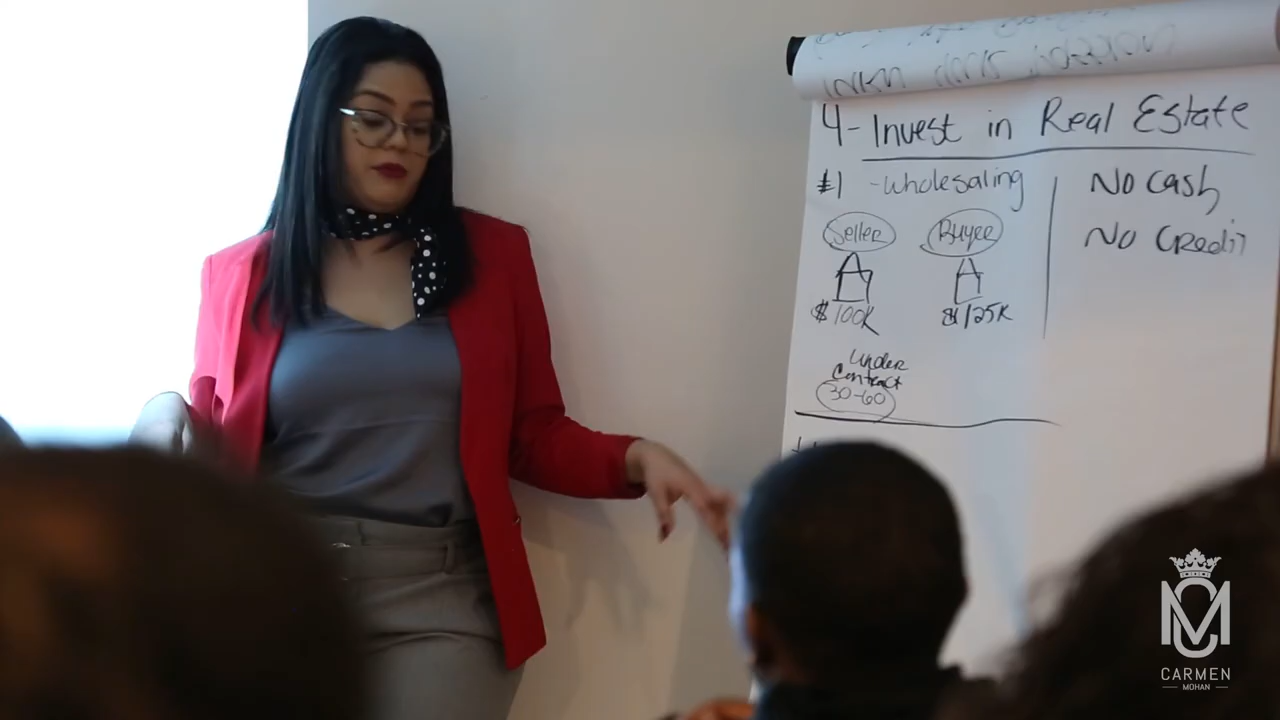 4 - Invest in Real Estate
#1 - Wholesaling
No Cash
No Credit
Seller
Buyer
$100K
$125K
Under
Contract
30-60
MC
CARMEN
MOHAN